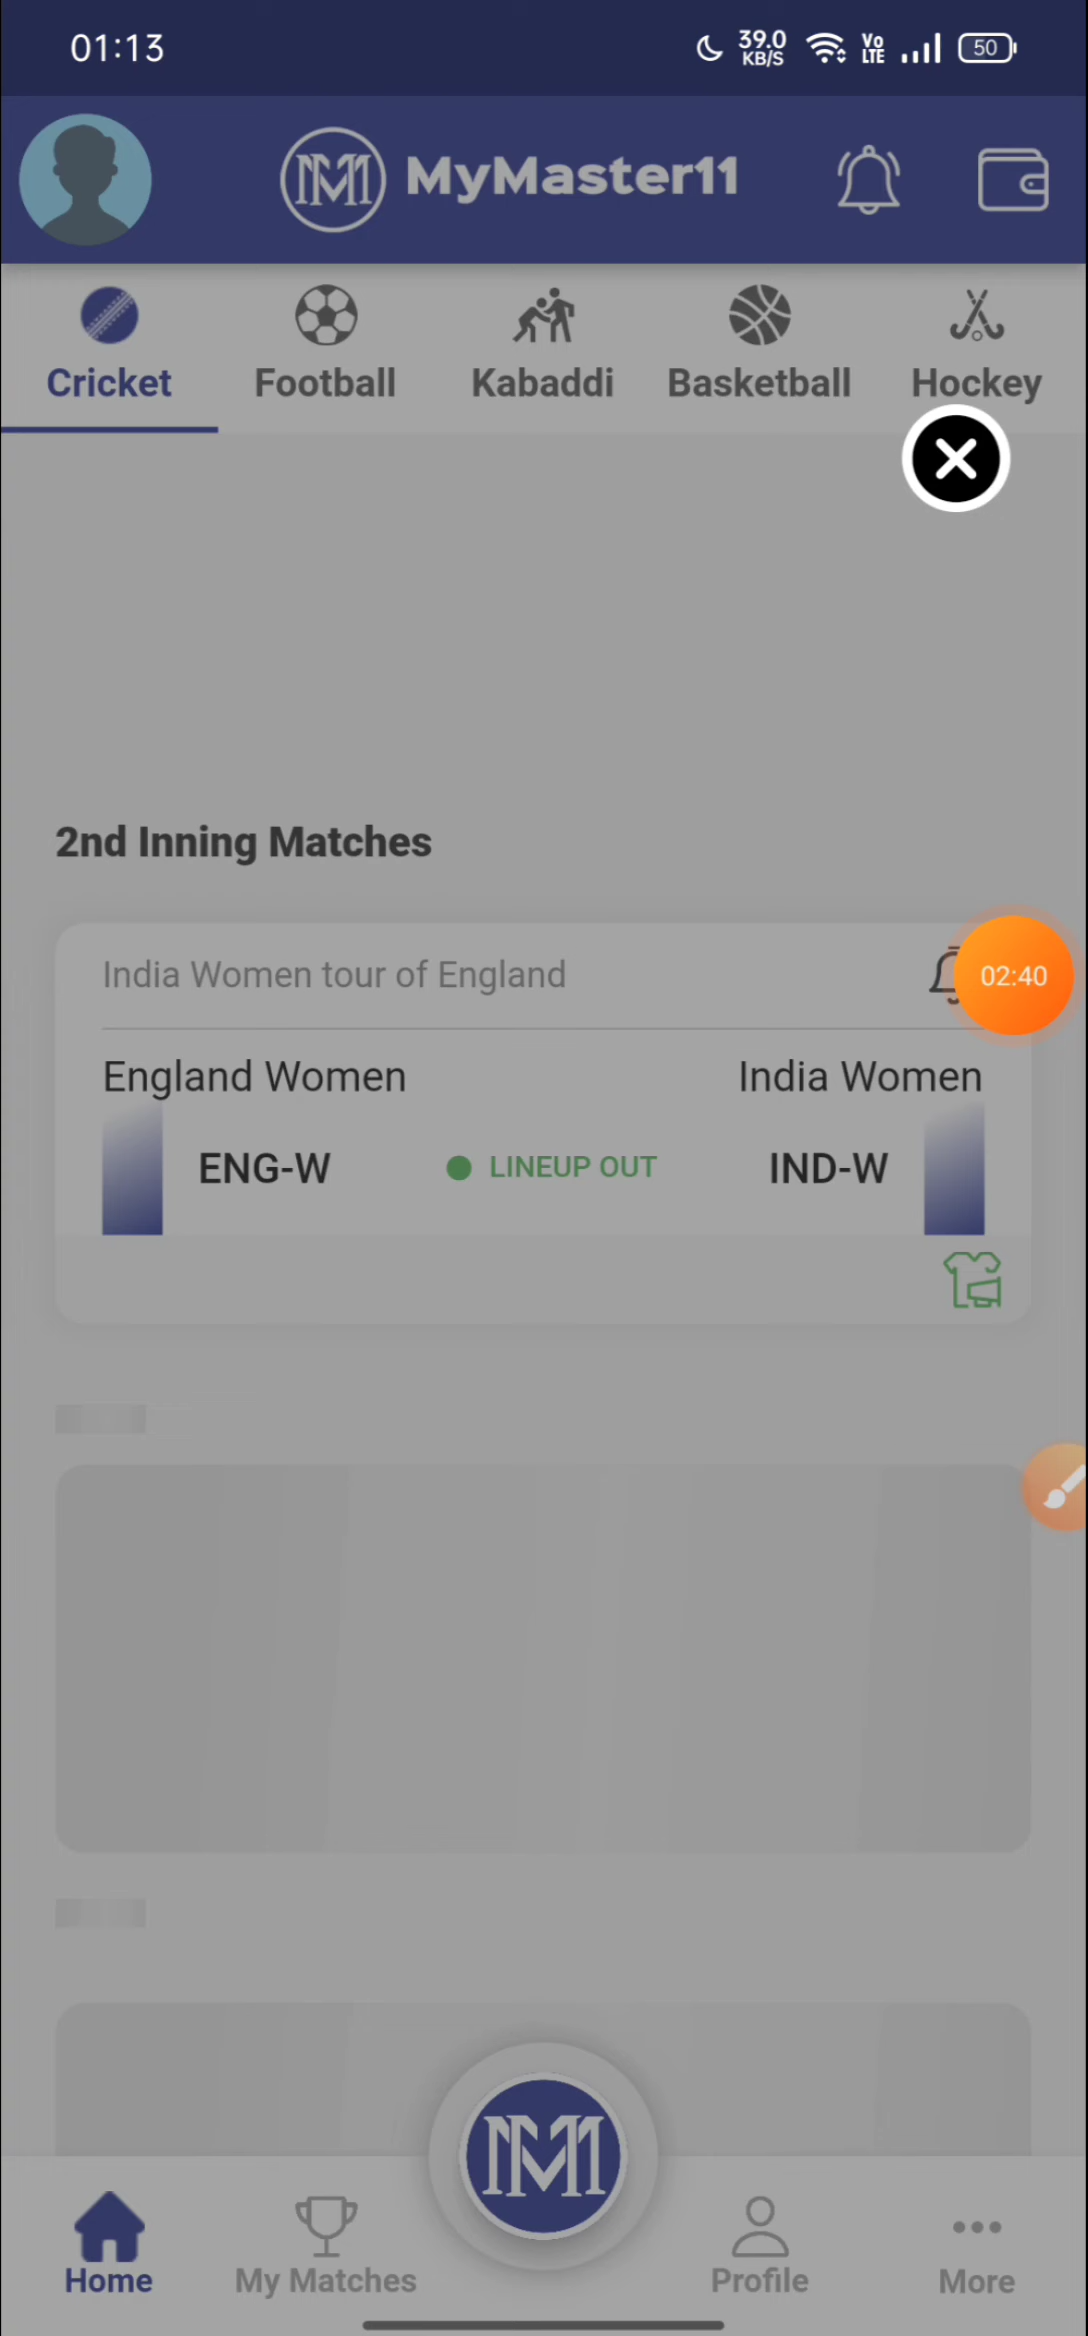 01:13
39.0
KB/S
Vo
LTE
50
MyMaster11
Cricket
Football
Kabaddi
Basketball
Hockey
2nd Inning Matches
India Women tour of England
02:40
England Women
India Women
ENG-W
LINEUP OUT
IND-W
Home
My Matches
Profile
More